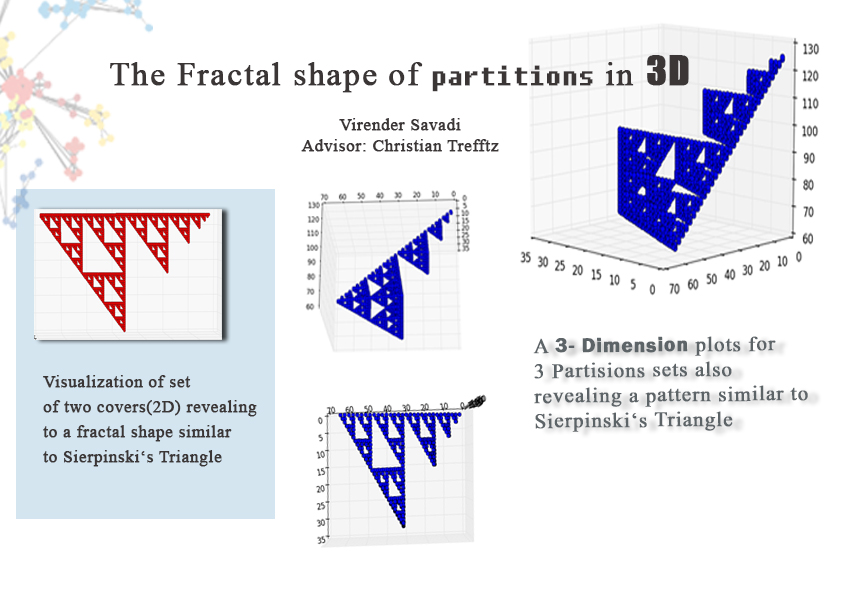 The Fractal shape of partitions in 3D
Virender Savadi
Advisor: Christian Trefftz
130
120
110
100
90
80
70
60
35 30 25 20 15 10 5 0
70 60 50 40 30 20 10 0
70 60 50 40 30 20 10 0
0
5
10
15
20
25
30
35
130
120
110
100
90
80
70
60
A 3- Dimension plots for
3 Partisions sets also
revealing a pattern similar to
Sierpinski‘s Triangle
Visualization of set
of two covers(2D) revealing
to a fractal shape similar
to Sierpinski‘s Triangle
70 60 50 40 30 20 10 0
0
5
10
15
20
25
30
35